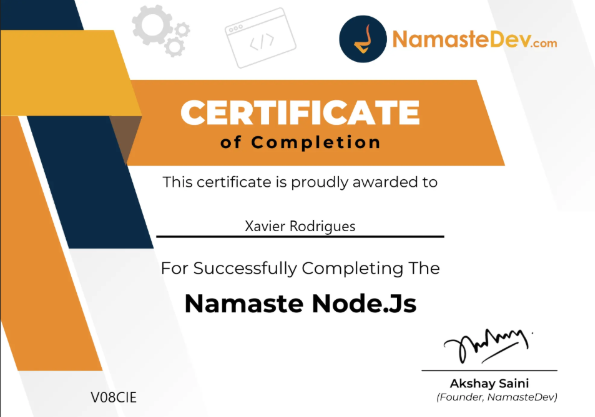 NamasteDev.com
</>
CERTIFICATE
of Completion
This certificate is proudly awarded to
Xavier Rodrigues
For Successfully Completing The
Namaste Node.Js
Akshay Saini
(Founder, NamasteDev)
V08CIE